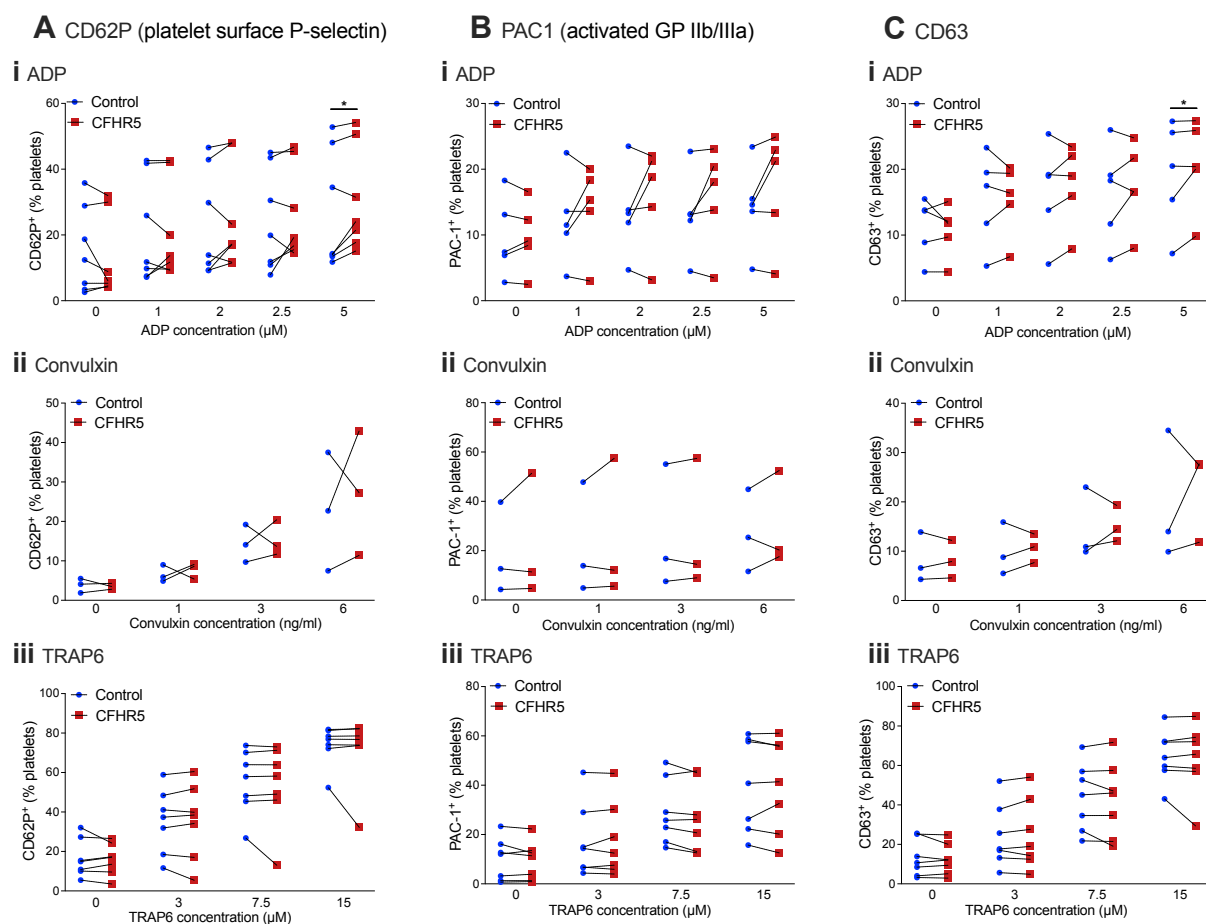 A CD62P (platelet surface P-selectin)
B PAC1 (activated GP IIb/IIIa)
C CD63
i ADP
Control
CFHR5
*
CD62P+ (% platelets)
60
40
20
0
0 1 2 2.5 5
ADP concentration (µM)
i ADP
Control
CFHR5
PAC-1+ (% platelets)
30
20
10
0
0 1 2 2.5 5
ADP concentration (µM)
i ADP
Control
CFHR5
*
CD63+ (% platelets)
30
20
10
0
0 1 2 2.5 5
ADP concentration (µM)
ii Convulxin
Control
CFHR5
CD62P+ (% platelets)
50
40
30
20
10
0
0 1 3 6
Convulxin concentration (ng/ml)
ii Convulxin
Control
CFHR5
PAC-1+ (% platelets)
80
60
40
20
0
0 1 3 6
Convulxin concentration (ng/ml)
ii Convulxin
Control
CFHR5
CD63+ (% platelets)
40
30
20
10
0
0 1 3 6
Convulxin concentration (ng/ml)
iii TRAP6
Control
CFHR5
CD62P+ (% platelets)
100
80
60
40
20
0
0 3 7.5 15
TRAP6 concentration (µM)
iii TRAP6
Control
CFHR5
PAC-1+ (% platelets)
80
60
40
20
0
0 3 7.5 15
TRAP6 concentration (µM)
iii TRAP6
Control
CFHR5
CD63+ (% platelets)
100
80
60
40
20
0
0 3 7.5 15
TRAP6 concentration (µM)